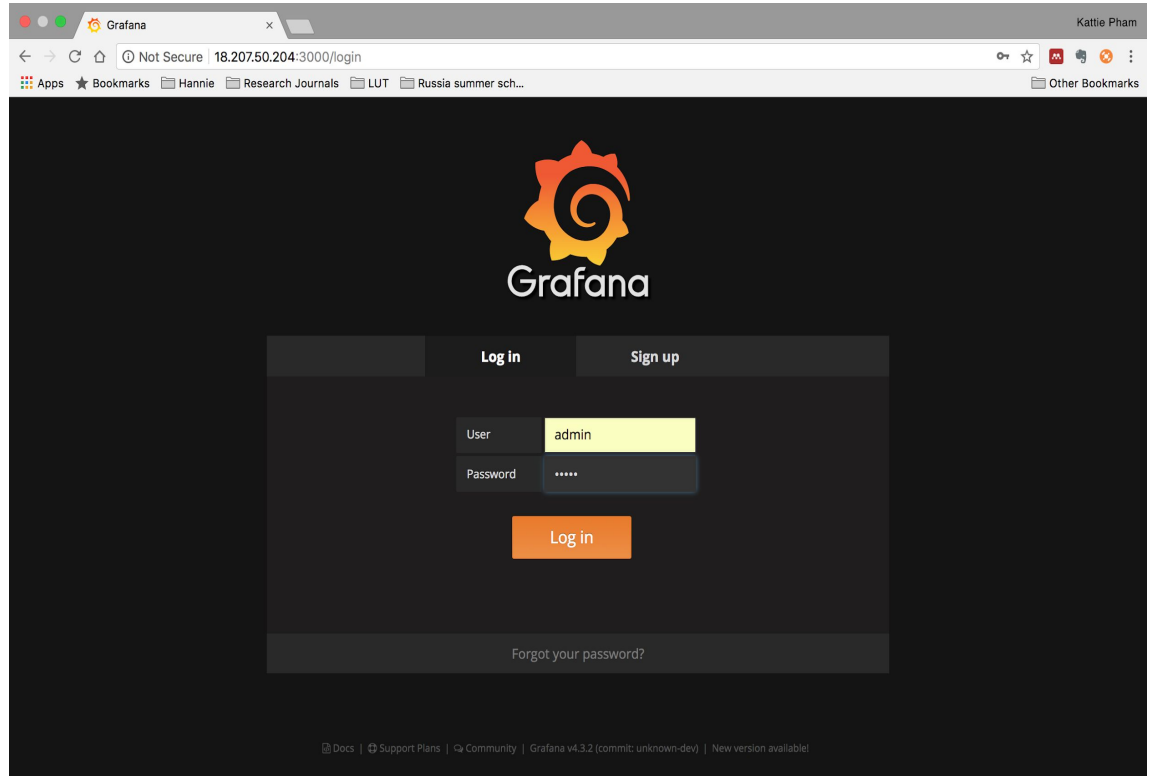 Grafana
Kattie Pham
Not Secure 18.207.50.204:3000/login
Apps Bookmarks Hannie Research Journals LUT Russia summer sch... Other Bookmarks
Grafana
Log in Sign up
User admin
Password •••••
Log in
Forgot your password?
Docs | Support Plans | Community | Grafana v4.3.2 (commit: unknown-dev) | New version available!